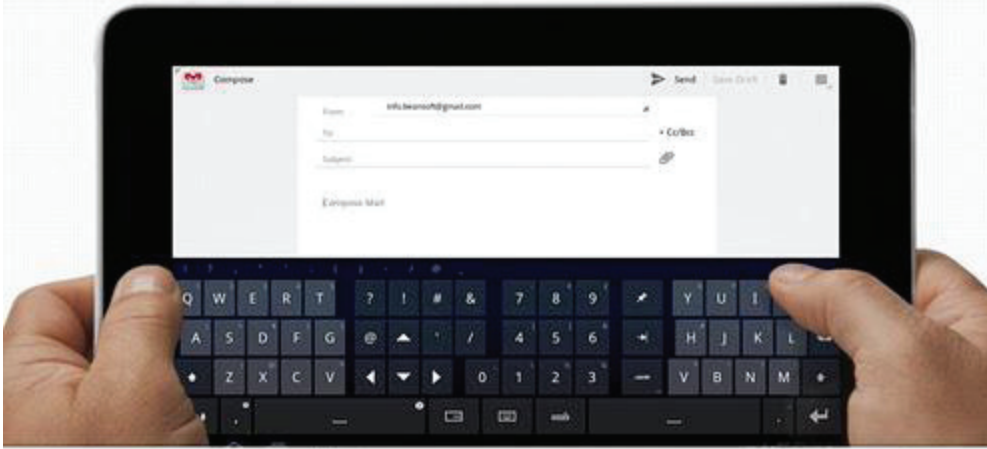 Compose Send Save Draft
From: info.beansoft@gmail.com
To
+ Cc/Bcc
Subject
Compose Mail
Q W E R T ? ! # & 7 8 9 Y U I
A S D F G @ ' / 4 5 6 H J K L
Z X C V 0 1 2 3 V B N M
, .